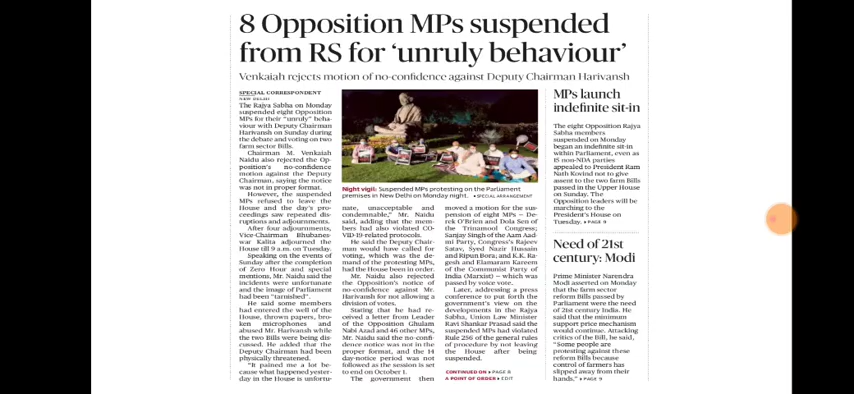 8 Opposition MPs suspended
from RS for ‘unruly behaviour’
Venkaiah rejects motion of no-confidence against Deputy Chairman Harivansh
SPECIAL CORRESPONDENT
NEW DELHI
The Rajya Sabha on Monday
suspended eight Opposition
MPs for their “unruly” beha-
viour with Deputy Chairman
Harivansh on Sunday during
the debate and voting on two
farm sector Bills.
Chairman M. Venkaiah
Naidu also rejected the Op-
position’s no-confidence
motion against the Deputy
Chairman, saying the notice
was not in proper format.
However, the suspended
MPs refused to leave the
House and the day’s pro-
ceedings saw repeated dis-
ruptions and adjournments.
After four adjournments,
Vice-Chairman Bhubanes-
war Kalita adjourned the
House till 9 a.m. on Tuesday.
Speaking on the events of
Sunday after the completion
of Zero Hour and special
mentions, Mr. Naidu said the
incidents were unfortunate
and the image of Parliament
had been “tarnished”.
He said some members
had entered the well of the
House, thrown papers, bro-
ken microphones and
abused Mr. Harivansh while
the two Bills were being dis-
cussed. He added that the
Deputy Chairman had been
physically threatened.
“It pained me a lot be-
cause what happened yester-
day in the House is unfortu-
Night vigil: Suspended MPs protesting on the Parliament
premises in New Delhi on Monday night. • SPECIAL ARRANGEMENT
nate, unacceptable and
condemnable,” Mr. Naidu
said, adding that the mem-
bers had also violated CO-
VID-19-related protocols.
He said the Deputy Chair-
man would have called for
voting, which was the de-
mand of the protesting MPs,
had the House been in order.
Mr. Naidu also rejected
the Opposition’s notice of
no-confidence against Mr.
Harivansh for not allowing a
division of votes.
Stating that he had re-
ceived a letter from Leader
of the Opposition Ghulam
Nabi Azad and 46 other MPs,
Mr. Naidu said the no-confi-
dence notice was not in the
proper format, and the 14
day-notice period was not
followed as the session is set
to end on October 1.
The government then
moved a motion for the sus-
pension of eight MPs — De-
rek O’Brien and Dola Sen of
the Trinamool Congress;
Sanjay Singh of the Aam Aad-
mi Party, Congress’s Rajeev
Satav, Syed Nazir Hussain
and Ripun Bora; and K.K. Ra-
gesh and Elamaram Kareem
of the Communist Party of
India (Marxist) — which was
passed by voice vote.
Later, addressing a press
conference to put forth the
government’s view on the
developments in the Rajya
Sabha, Union Law Minister
Ravi Shankar Prasad said the
suspended MPs had violated
Rule 256 of the general rules
of procedure by not leaving
the House after being
suspended.
CONTINUED ON • PAGE 8
A POINT OF ORDER • EDIT
MPs launch
indefinite sit-in
The eight Opposition Rajya
Sabha members
suspended on Monday
began an indefinite sit-in
within Parliament, even as
15 non-NDA parties
appealed to President Ram
Nath Kovind not to give
assent to the two farm Bills
passed in the Upper House
on Sunday. The
Opposition leaders will be
marching to the
President’s House on
Tuesday. • PAGE 9
Need of 21st
century: Modi
Prime Minister Narendra
Modi asserted on Monday
that the farm sector
reform Bills passed by
Parliament were the need
of 21st century India. He
said that the minimum
support price mechanism
would continue. Attacking
critics of the Bill, he said,
“Some people are
protesting against these
reform Bills because
control of farmers has
slipped away from their
hands.” • PAGE 9